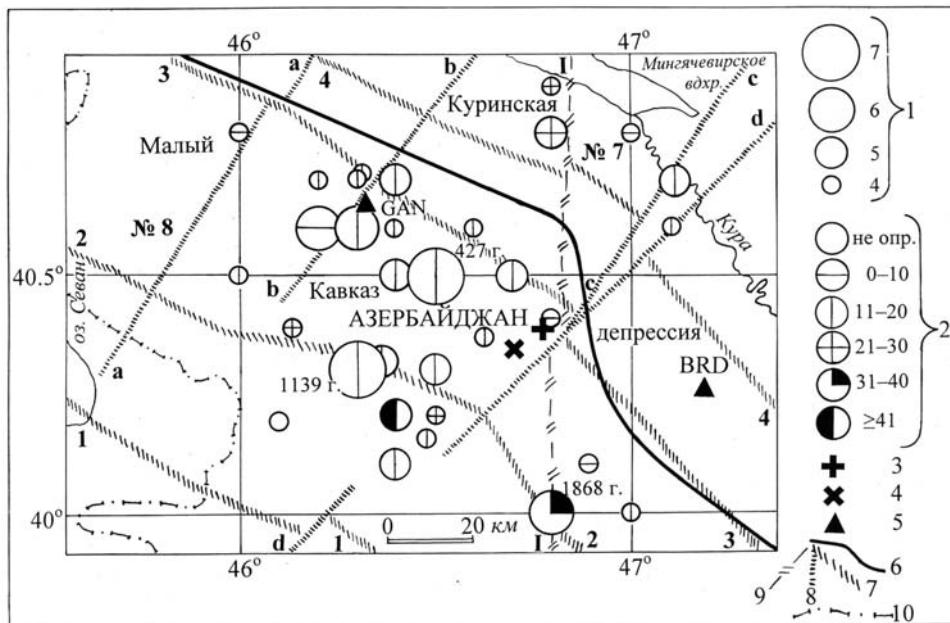 46° 47°
3 a 4 b I Мингячевирское
вдхр. c
Куринская d
Малый
№ 7
GAN
№ 8
427 г. Кура
2
40,5°
b Кавказ c
оз. Севан АЗЕРБАЙДЖАН
депрессия
BRD
a 1139 г.
4
1
1868 г.
40°
0 20 км
d 1 I 2 3
46° 47°
7
6
5
4
1
не опр.
0–10
11–20
21–30
31–40
≥41
2
3
4
5
6
7
9 8
10